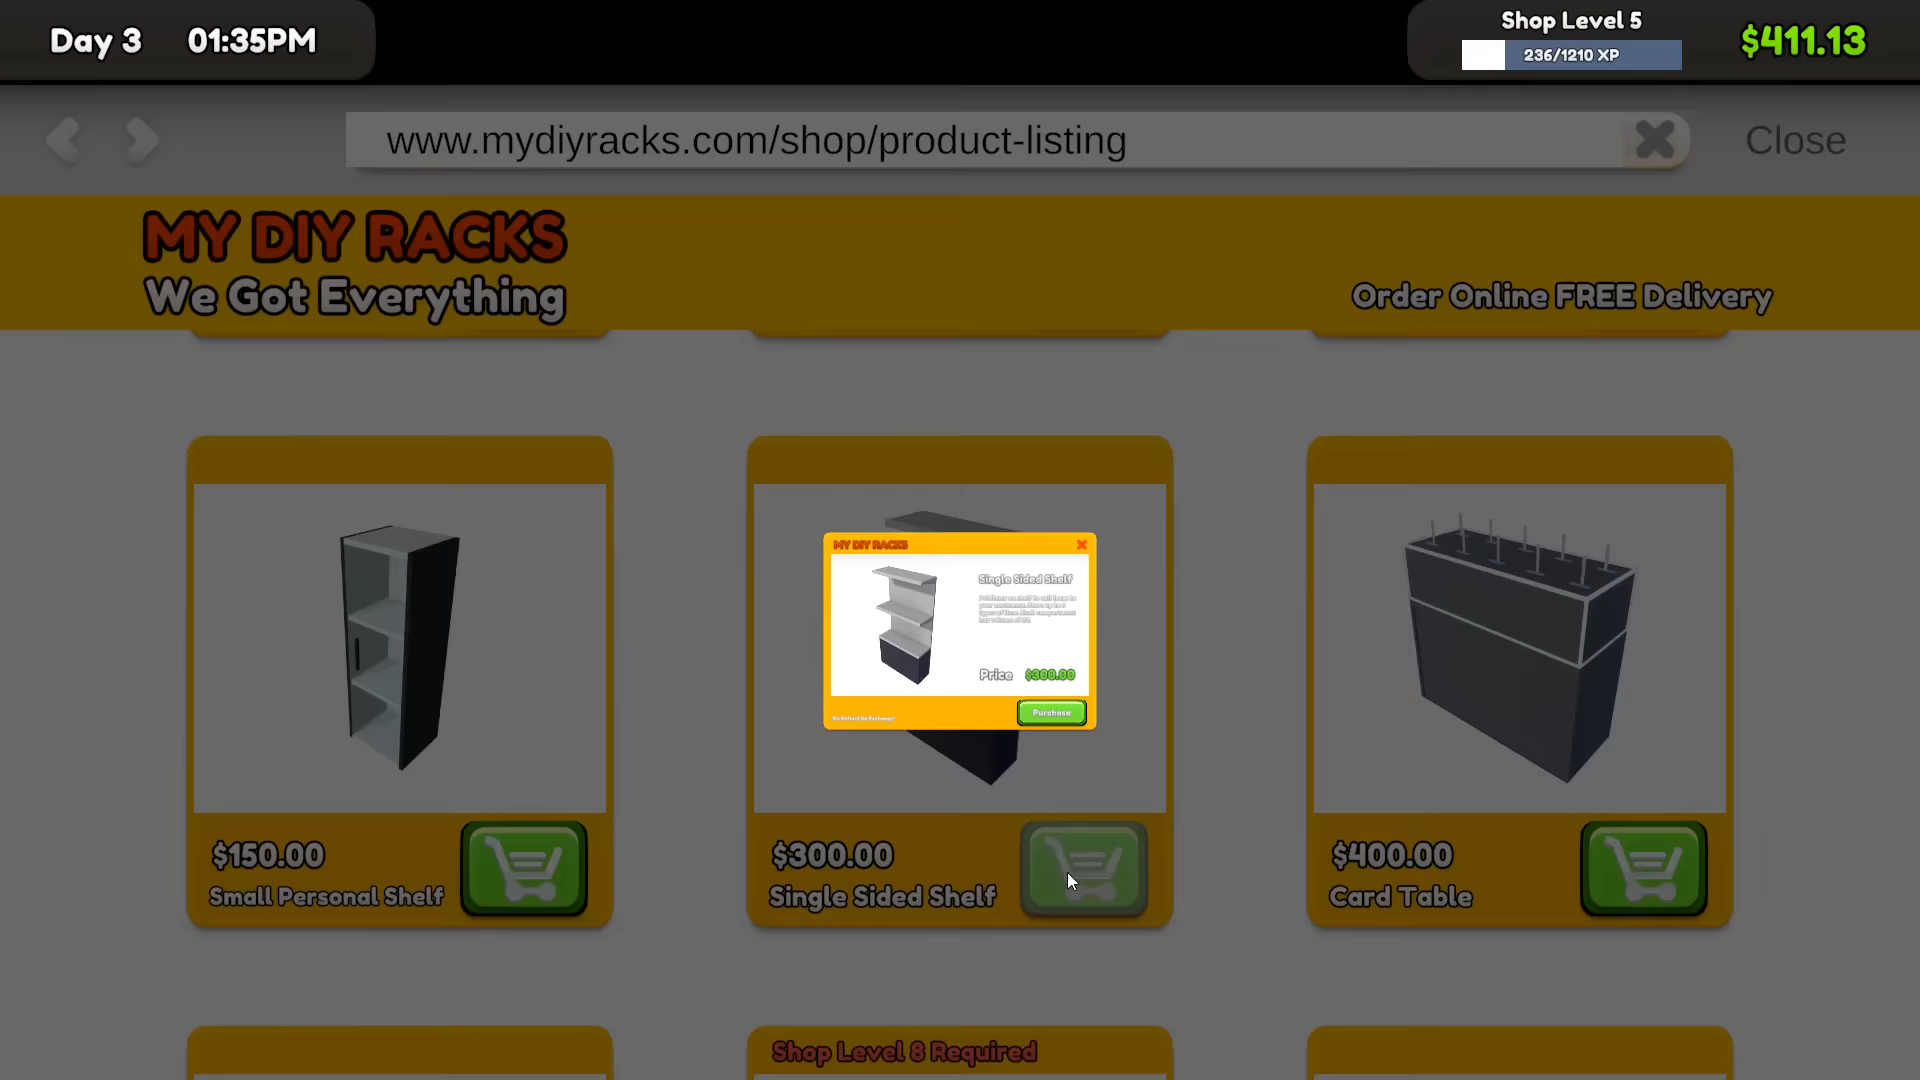 Day 3 01:35PM
Shop Level 5
236/1210 XP
$411.13
www.mydiyracks.com/shop/product-listing
Close
MY DIY RACKS
We Got Everything
Order Online FREE Delivery
MY DIY RACKS
Single Sided Shelf
Price $300.00
Purchase
$150.00
Small Personal Shelf
$300.00
Single Sided Shelf
$400.00
Card Table
Shop Level 8 Required